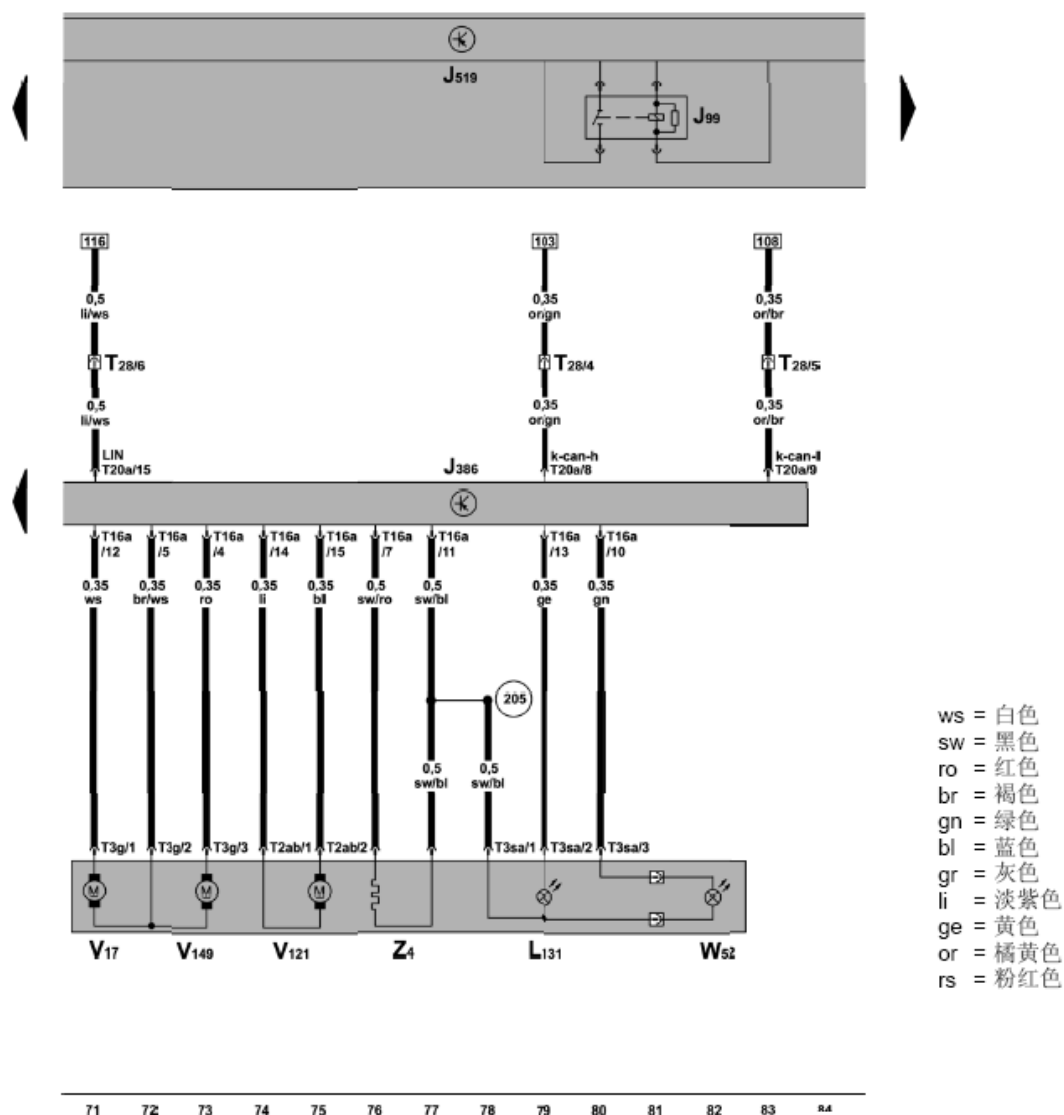 J519
J99
116 103 108
0,5 0,35 0,35
li/ws or/gn or/br
T28/6 T28/4 T28/5
0,5 0,35 0,35
li/ws or/gn or/br
LIN J386 k-can-h k-can-l
T20a/15 T20a/8 T20a/9
T16a T16a T16a T16a T16a T16a T16a T16a T16a
/12 /5 /4 /14 /15 /7 /11 /13 /10
0,35 0,35 0,35 0,35 0,35 0,5 0,5 0,35 0,35
ws br/ws ro li bl sw/ro sw/bl ge gn
205
0,5 0,5
sw/bl sw/bl
T3g/1 T3g/2 T3g/3 T2ab/1 T2ab/2 T3sa/1 T3sa/2 T3sa/3
M M M
V17 V149 V121 Z4 L131 W52
ws = 白色
sw = 黑色
ro = 红色
br = 褐色
gn = 绿色
bl = 蓝色
gr = 灰色
li = 淡紫色
ge = 黄色
or = 橘黄色
rs = 粉红色
71 72 73 74 75 76 77 78 79 80 81 82 83 84